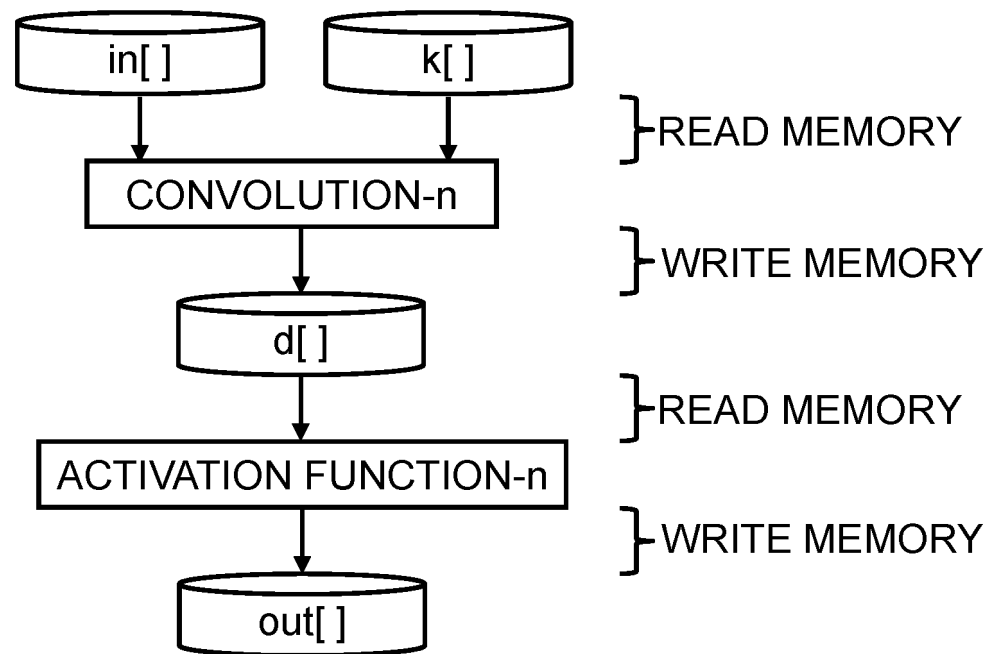 in[ ]
k[ ]
READ MEMORY
CONVOLUTION-n
WRITE MEMORY
d[ ]
READ MEMORY
ACTIVATION FUNCTION-n
WRITE MEMORY
out[ ]